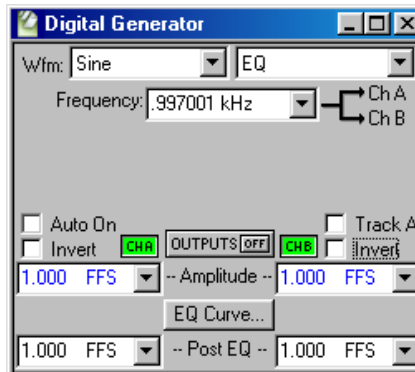 Digital Generator
Wfm: Sine EQ
Frequency: .997001 kHz Ch A
Ch B
Auto On Track A
Invert CHA OUTPUTS OFF CHB Invert
1.000 FFS -- Amplitude -- 1.000 FFS
EQ Curve...
1.000 FFS -- Post EQ -- 1.000 FFS